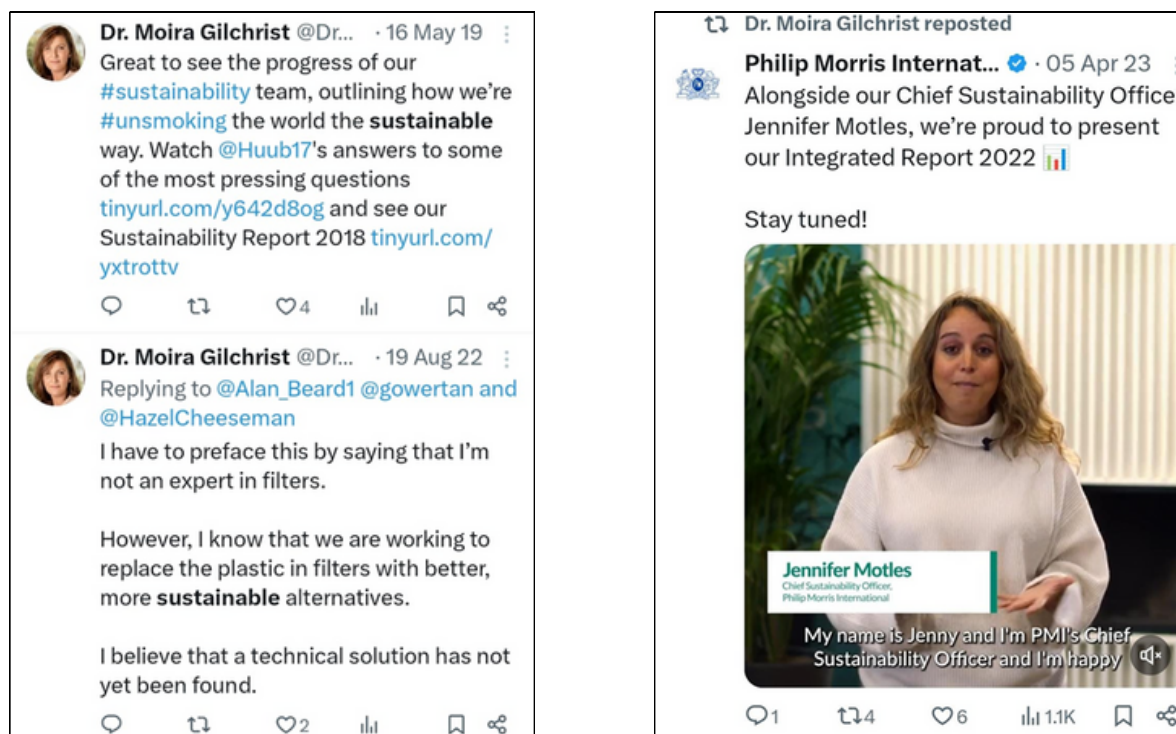 Dr. Moira Gilchrist @Dr... · 16 May 19
Great to see the progress of our
#sustainability team, outlining how we’re
#unsmoking the world the sustainable
way. Watch @Huub17's answers to some
of the most pressing questions
tinyurl.com/y642d8og and see our
Sustainability Report 2018 tinyurl.com/
yxtrottv
4
Dr. Moira Gilchrist @Dr... · 19 Aug 22
Replying to @Alan_Beard1 @gowertan and
@HazelCheeseman
I have to preface this by saying that I’m
not an expert in filters.
However, I know that we are working to
replace the plastic in filters with better,
more sustainable alternatives.
I believe that a technical solution has not
yet been found.
2
Dr. Moira Gilchrist reposted
Philip Morris Internat... · 05 Apr 23
Alongside our Chief Sustainability Office
Jennifer Motles, we’re proud to present
our Integrated Report 2022
Stay tuned!
Jennifer Motles
Chief Sustainability Officer,
Philip Morris International
My name is Jenny and I'm PMI's Chief
Sustainability Officer and I'm happy
1 4 6 1.1K